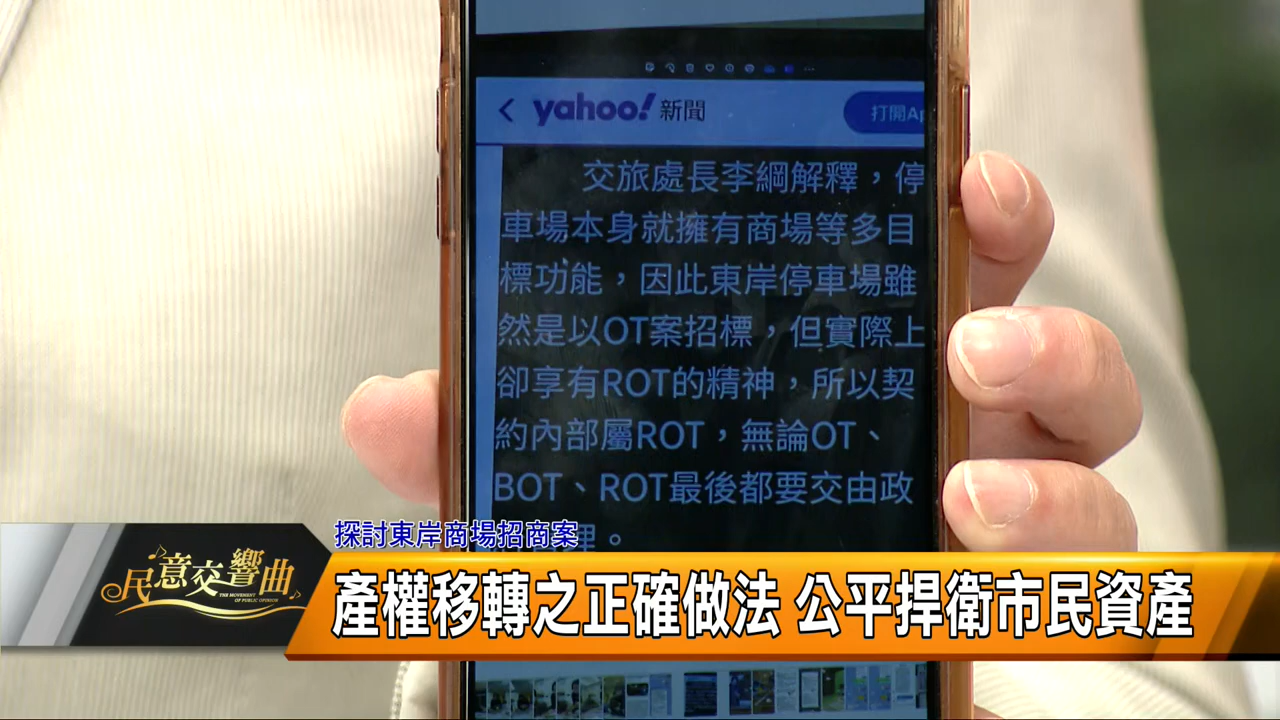 yahoo!新聞
打開Ap
交旅處長李綱解釋，停
車場本身就擁有商場等多目
標功能，因此東岸停車場雖
然是以OT案招標，但實際上
卻享有ROT的精神，所以契
約內部屬ROT，無論OT、
BOT、ROT最後都要交由政
理。
探討東岸商場招商案
民意交響曲
THE MOVEMENT
OF PUBLIC OPINION
產權移轉之正確做法 公平捍衛市民資產